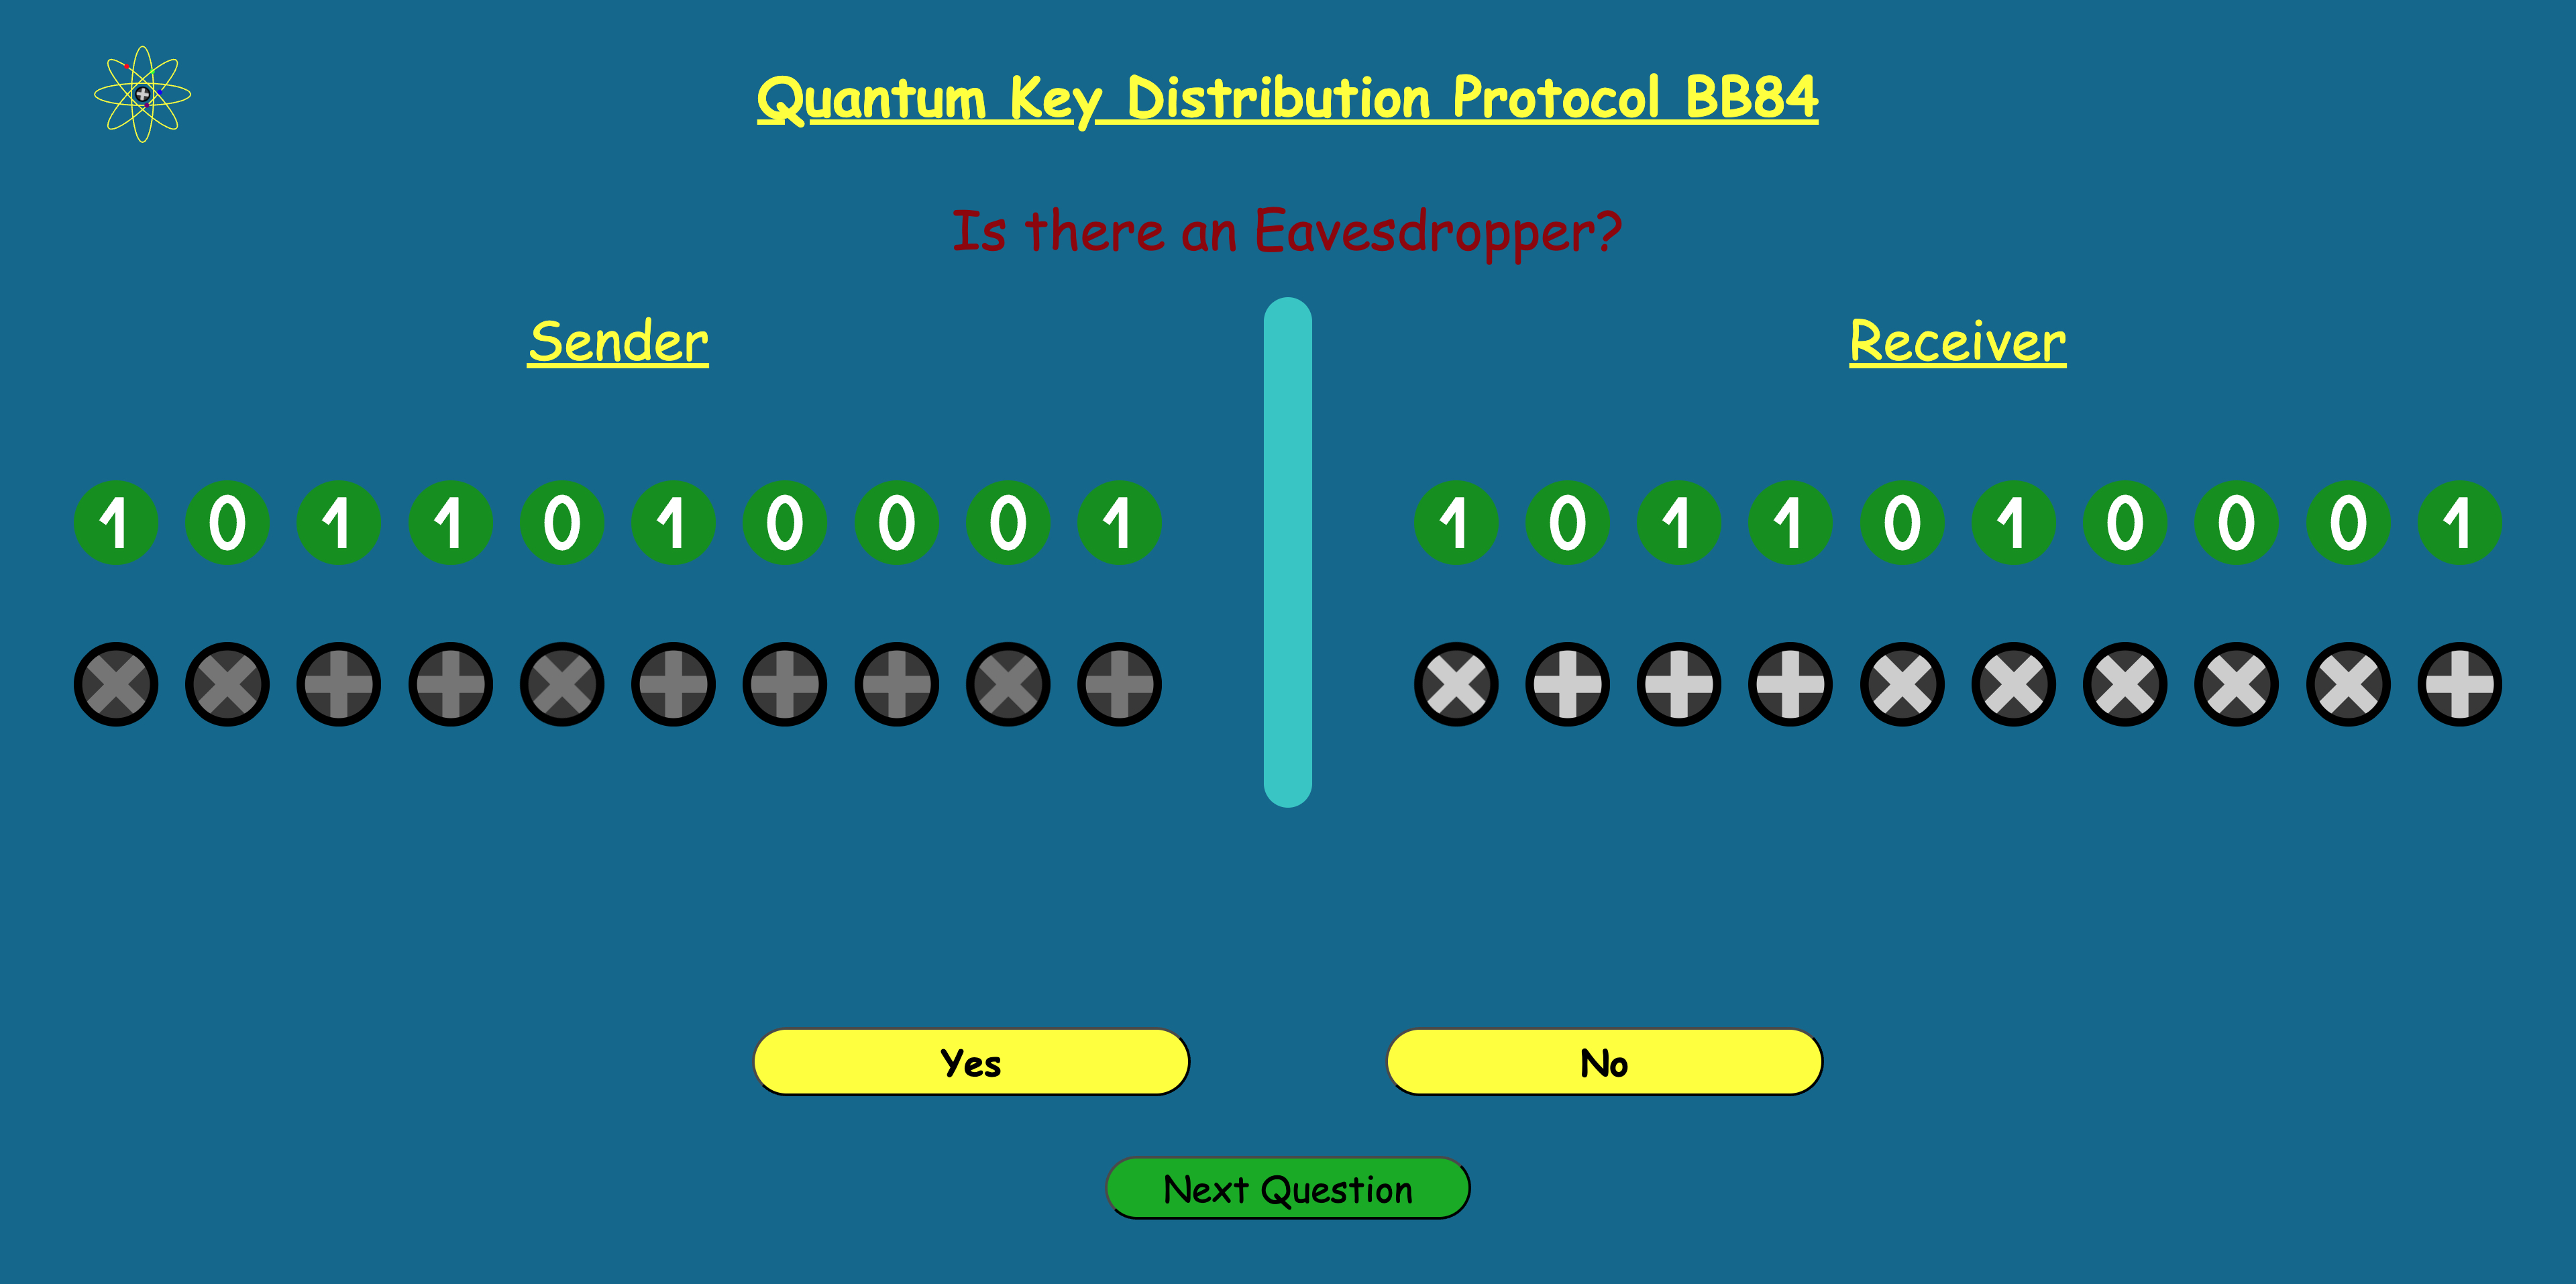 Quantum Key Distribution Protocol BB84
Is there an Eavesdropper?
Sender
Receiver
1 0 1 1 0 1 0 0 0 1
1 0 1 1 0 1 0 0 0 1
Yes
No
Next Question